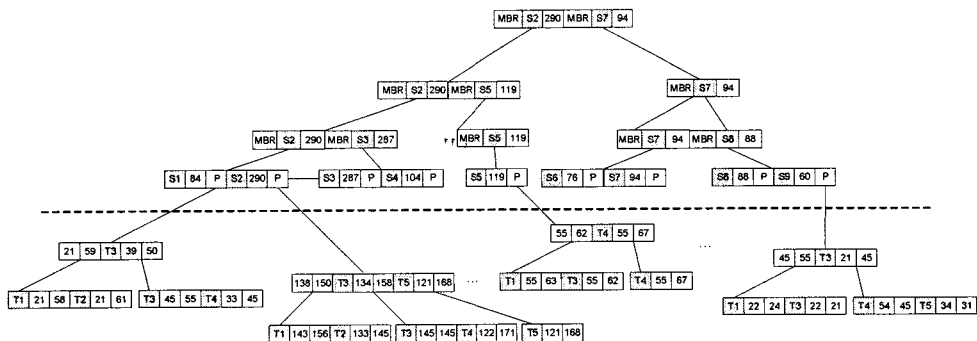 MBR S2 290 MBR S7 94
MBR S2 290 MBR S5 119
MBR S7 94
MBR S2 290 MBR S3 287
MBR S5 119
MBR S7 94 MBR S8 88
S1 84 P S2 290 P
S3 287 P S4 104 P
S5 119 P
S6 76 P S7 94 P
S8 88 P S9 60 P
21 59 T3 39 50
55 62 T4 55 67
...
45 55 T3 21 45
T1 21 58 T2 21 61
T3 45 55 T4 33 45
138 150 T3 134 158 T5 121 168
...
T1 55 63 T3 55 62
T4 55 67
T1 22 24 T3 22 21
T4 54 45 T5 34 31
T1 143 156 T2 133 145
T3 145 145 T4 122 171
T5 121 168